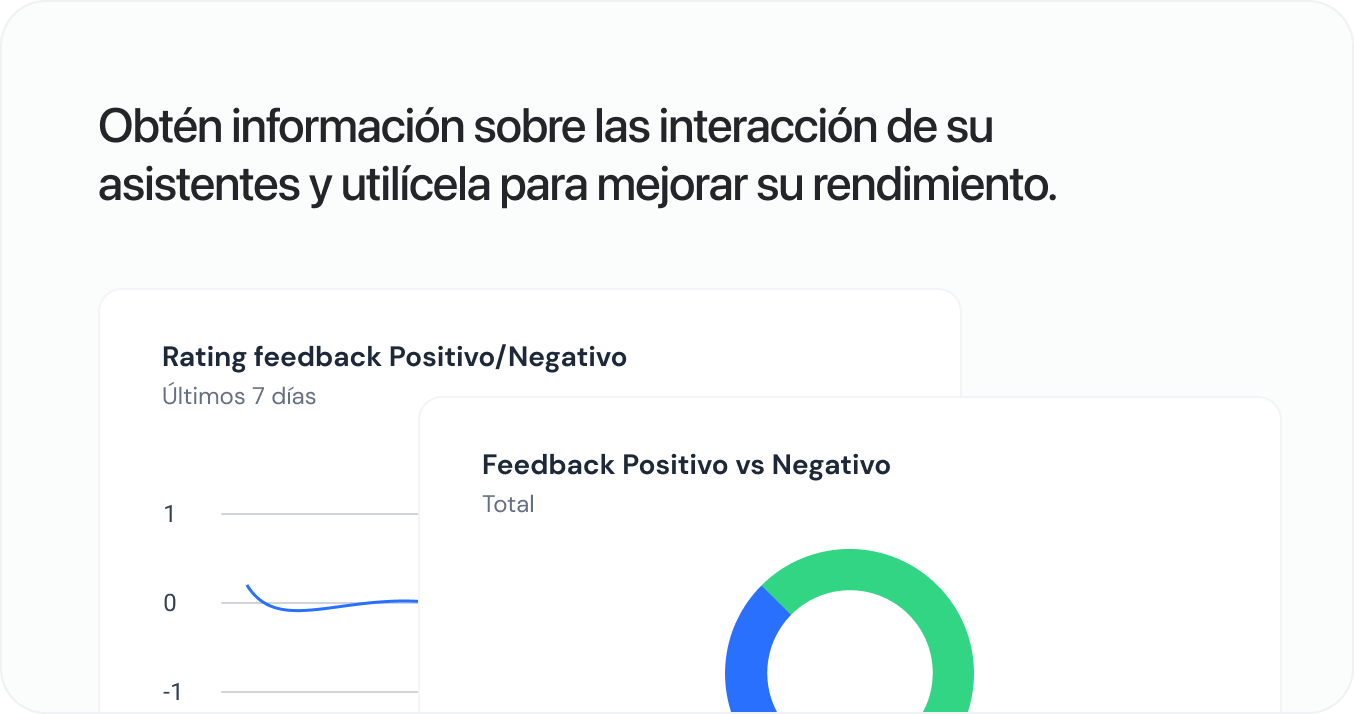 Obtén información sobre las interacción de su
asistentes y utilícela para mejorar su rendimiento.
Rating feedback Positivo/Negativo
Últimos 7 días
1
0
-1
Feedback Positivo vs Negativo
Total